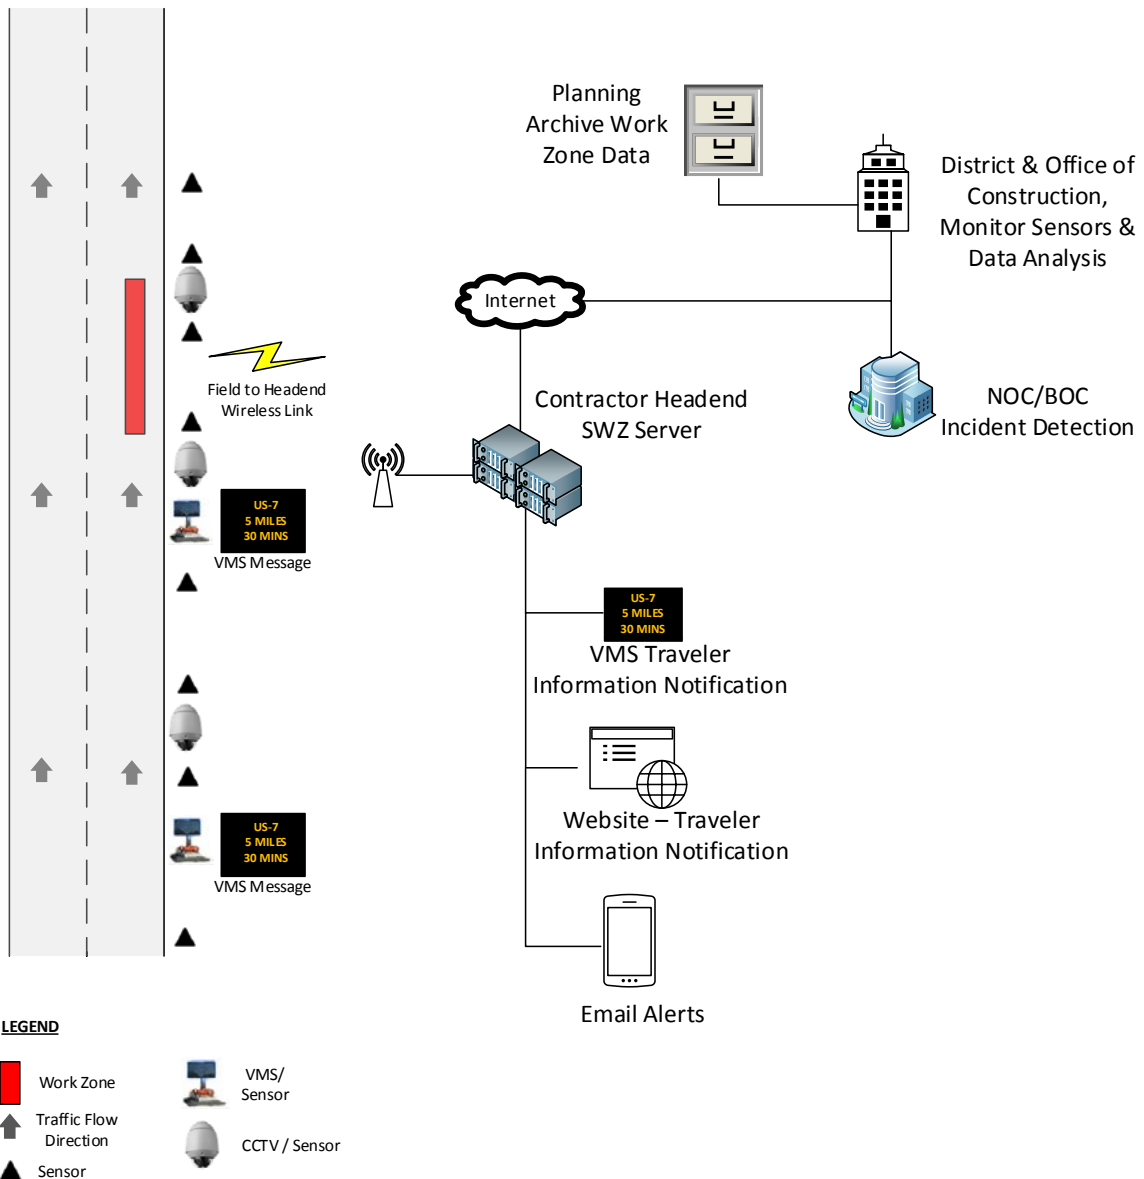 Planning
Archive Work
Zone Data
District & Office of
Construction,
Monitor Sensors &
Data Analysis
Internet
Field to Headend
Wireless Link
Contractor Headend
SWZ Server
NOC/BOC
Incident Detection
US-7
5 MILES
30 MINS
VMS Message
US-7
5 MILES
30 MINS
VMS Traveler
Information Notification
Website – Traveler
Information Notification
US-7
5 MILES
30 MINS
VMS Message
Email Alerts
LEGEND
Work Zone
Traffic Flow
Direction
Sensor
VMS/
Sensor
CCTV / Sensor